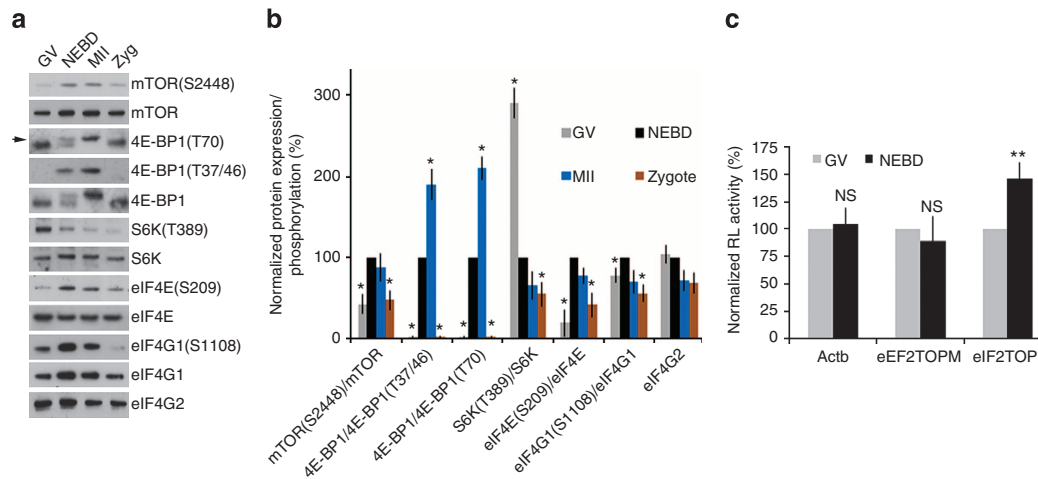 a
GV NEBD MII Zyg
mTOR(S2448)
mTOR
4E-BP1(T70)
4E-BP1(T37/46)
4E-BP1
S6K(T389)
S6K
eIF4E(S209)
eIF4E
eIF4G1(S1108)
eIF4G1
eIF4G2
b
Normalized protein expression/
phosphorylation (%)
300
200
100
0
GV NEBD
MII Zygote
* * * * * * * * * * * * *
mTOR(S2448)/mTOR
4E-BP1/4E-BP1(T37/46)
4E-BP1/4E-BP1(T70)
S6K(T389)/S6K
eIF4E(S209)/eIF4E
eIF4G1(S1108)/eIF4G1
eIF4G2
c
Normalized RL activity (%)
175
150
125
100
75
50
25
0
GV NEBD
NS NS **
Actb eEF2TOPM eIF2TOP